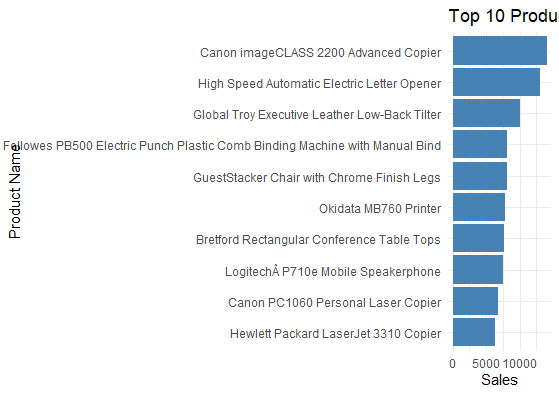 Top 10 Produ
Canon imageCLASS 2200 Advanced Copier
High Speed Automatic Electric Letter Opener
Global Troy Executive Leather Low-Back Tilter
Fellowes PB500 Electric Punch Plastic Comb Binding Machine with Manual Bind
GuestStacker Chair with Chrome Finish Legs
Okidata MB760 Printer
Bretford Rectangular Conference Table Tops
LogitechÂ P710e Mobile Speakerphone
Canon PC1060 Personal Laser Copier
Hewlett Packard LaserJet 3310 Copier
Product Name
0 5000 10000
Sales